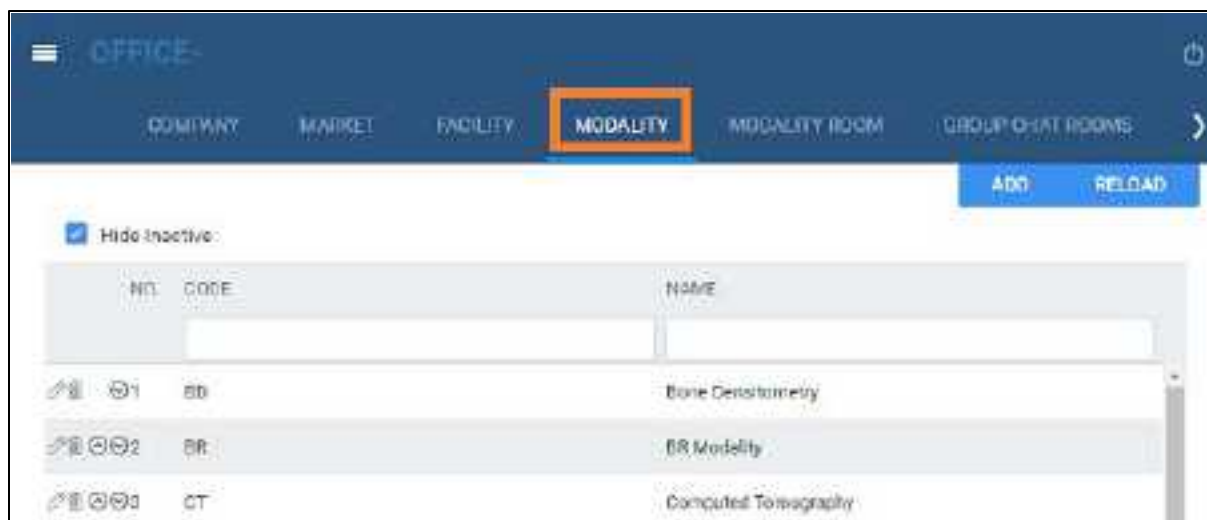 OFFICE
COMPANY MARKET FACILITY MODALITY MODALITY ROOM GROUP CHAT ROOMS
ADD RELOAD
Hide Inactive
NO. CODE NAME
1 BD Bone Densitometry
2 BR BR Modality
3 CT Computed Tomography